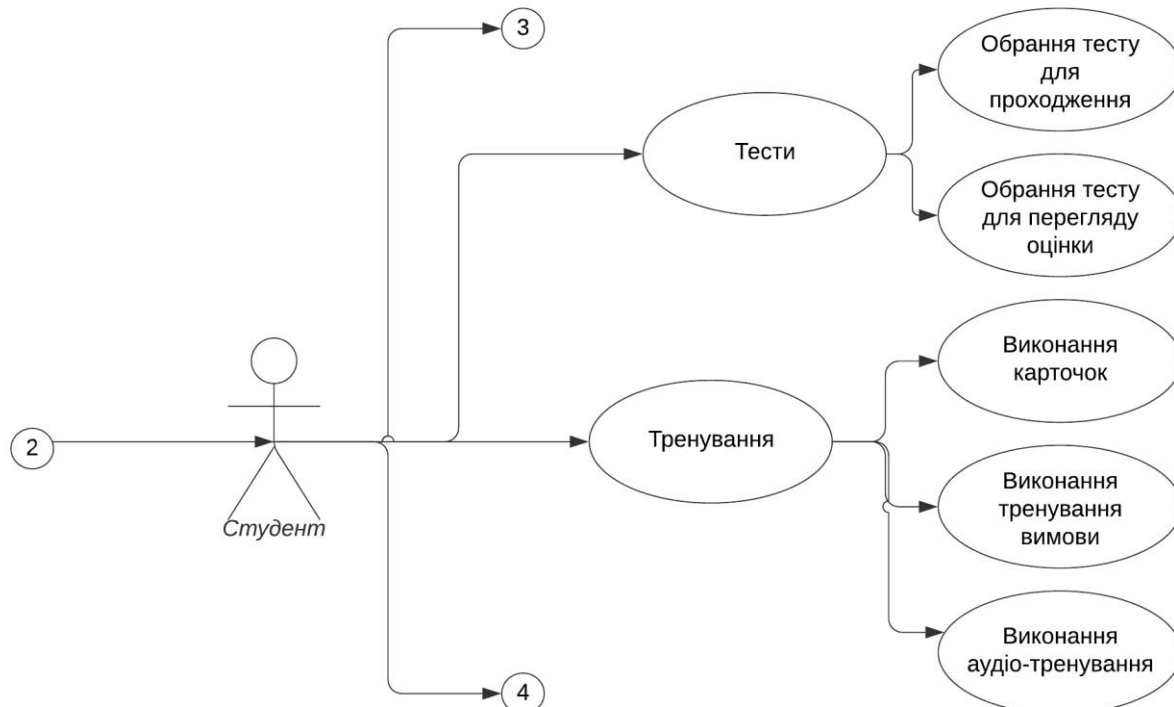 3
Обрання тесту
для
проходження
Тести
Обрання тесту
для перегляду
оцінки
Виконання
карточок
2
Студент
Тренування
Виконання
тренування
вимови
Виконання
аудіо-тренування
4